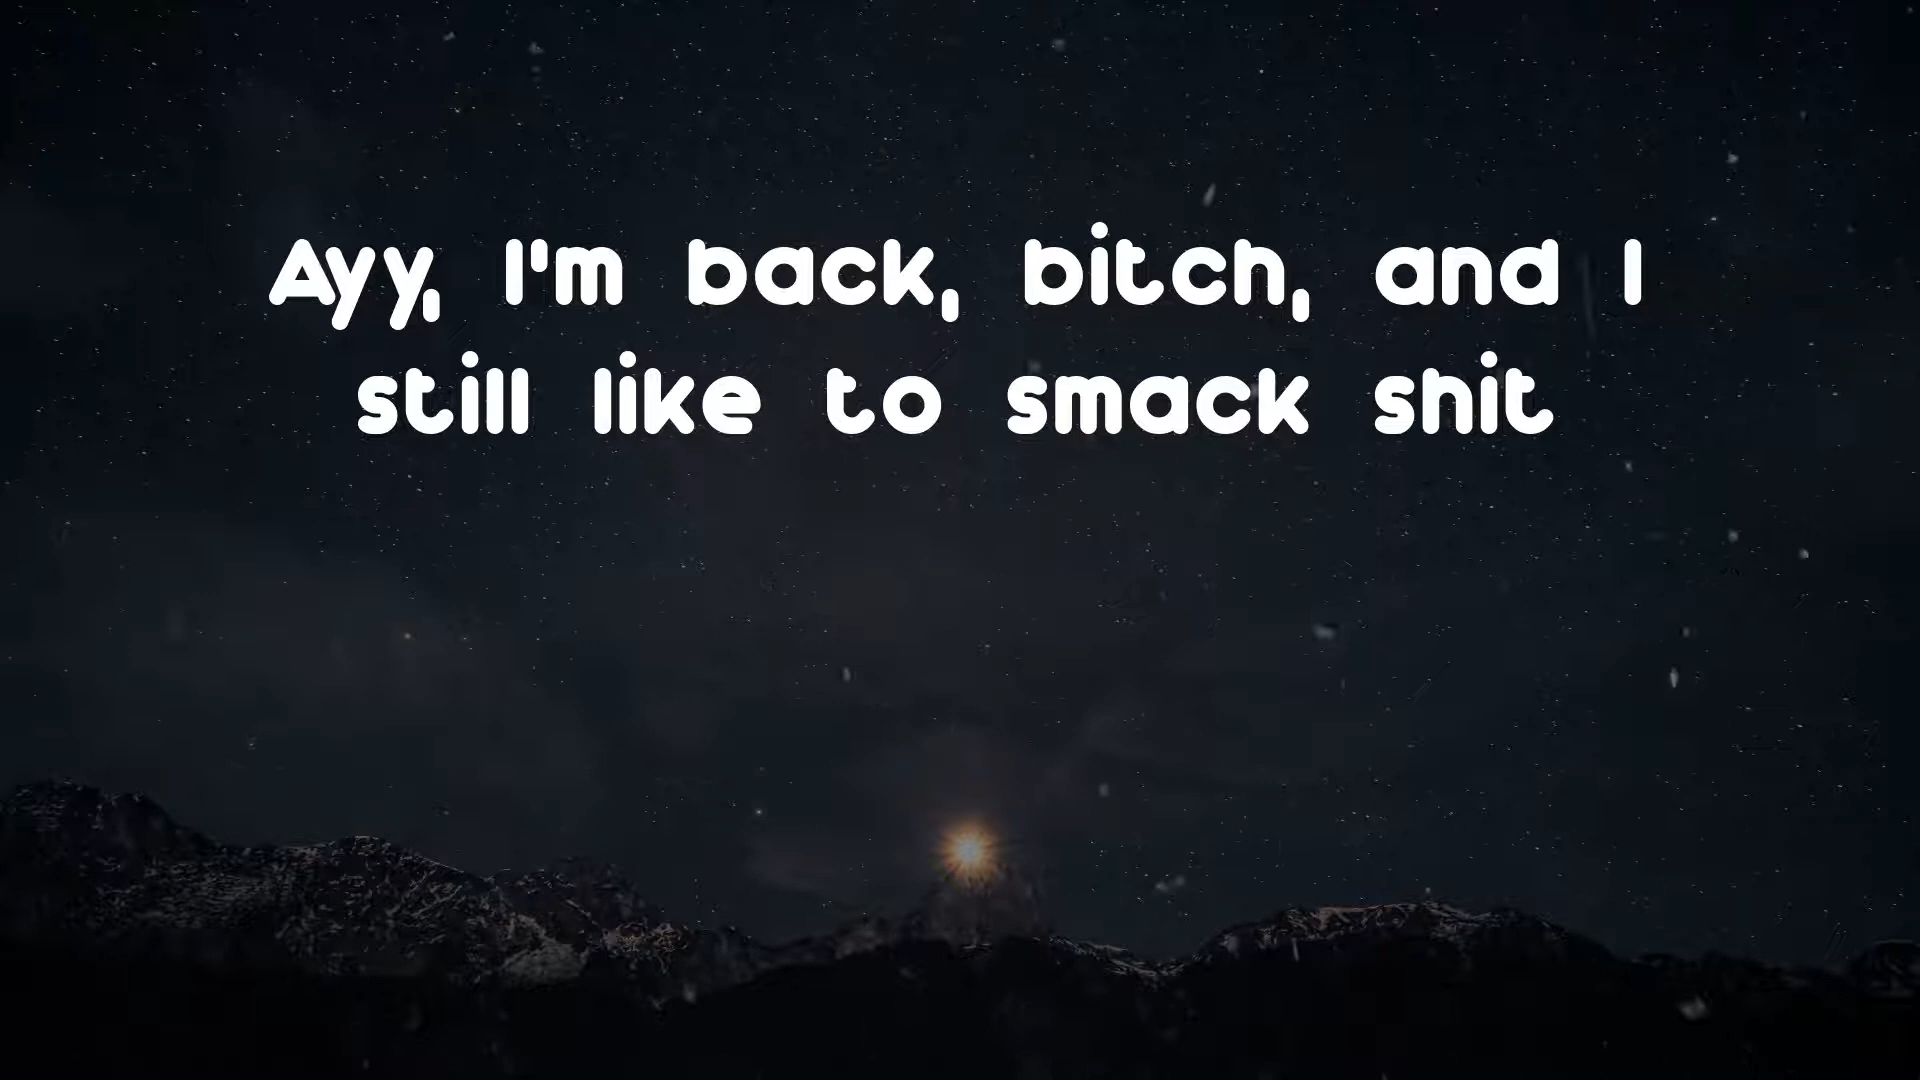 Ayy, I'm back, bitch, and I
still like to smack shit